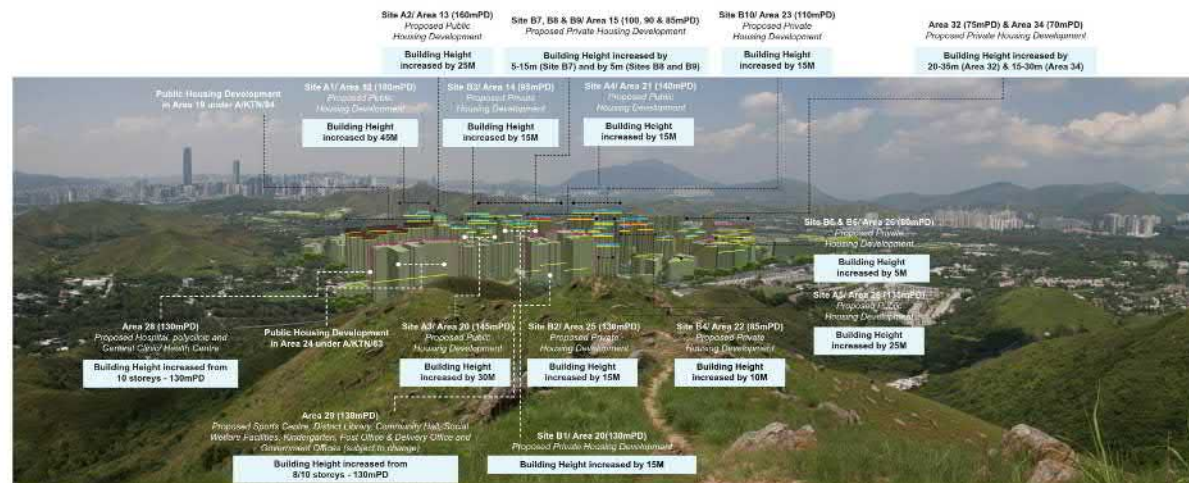 Site A2/ Area 13 (160mPD)
Proposed Public
Housing Development
Building Height
increased by 25M
Site B7, B8 & B9/ Area 15 (100, 90 & 85mPD)
Proposed Private Housing Development
Building Height increased by
5-15m (Site B7) and by 5m (Sites B8 and B9)
Site B10/ Area 23 (110mPD)
Proposed Private
Housing Development
Building Height
increased by 15M
Area 32 (75mPD) & Area 34 (70mPD)
Proposed Private Housing Development
Building Height increased by
20-35m (Area 32) & 15-30m (Area 34)
Public Housing Development
in Area 19 under A/KTN/84
Site A1/ Area 12 (180mPD)
Proposed Public
Housing Development
Building Height
increased by 45M
Site B3/ Area 14 (95mPD)
Proposed Private
Housing Development
Building Height
increased by 15M
Site A4/ Area 21 (140mPD)
Proposed Public
Housing Development
Building Height
increased by 15M
Site B5 & B6/ Area 26 (80mPD)
Proposed Private
Housing Development
Building Height
increased by 5M
Site A5/ Area
Proposed Public
Housing Development
Building Height
increased by 25M
Area 28 (130mPD)
Proposed Hospital, polyclinic and
General Clinic/ Health Centre
Building Height increased from
10 storeys - 130mPD
Public Housing Development
in Area 24 under A/KTN/83
Site A3/ Area 20 (145mPD)
Proposed Public
Housing Development
Building Height
increased by 30M
Site B2/ Area 25 (130mPD)
Proposed Private
Housing Development
Building Height
increased by 15M
Site B4/ Area 22 (85mPD)
Proposed Private
Housing Development
Building Height
increased by 10M
Area 29 (130mPD)
Proposed Sports Centre, District Library, Community Hall, Social
Welfare Facilities, Kindergarten, Post Office & Delivery Office and
Government Offices (subject to change)
Building Height increased from
8/10 storeys - 130mPD
Site B1/ Area 20(130mPD)
Proposed Private Housing Development
Building Height increased by 15M